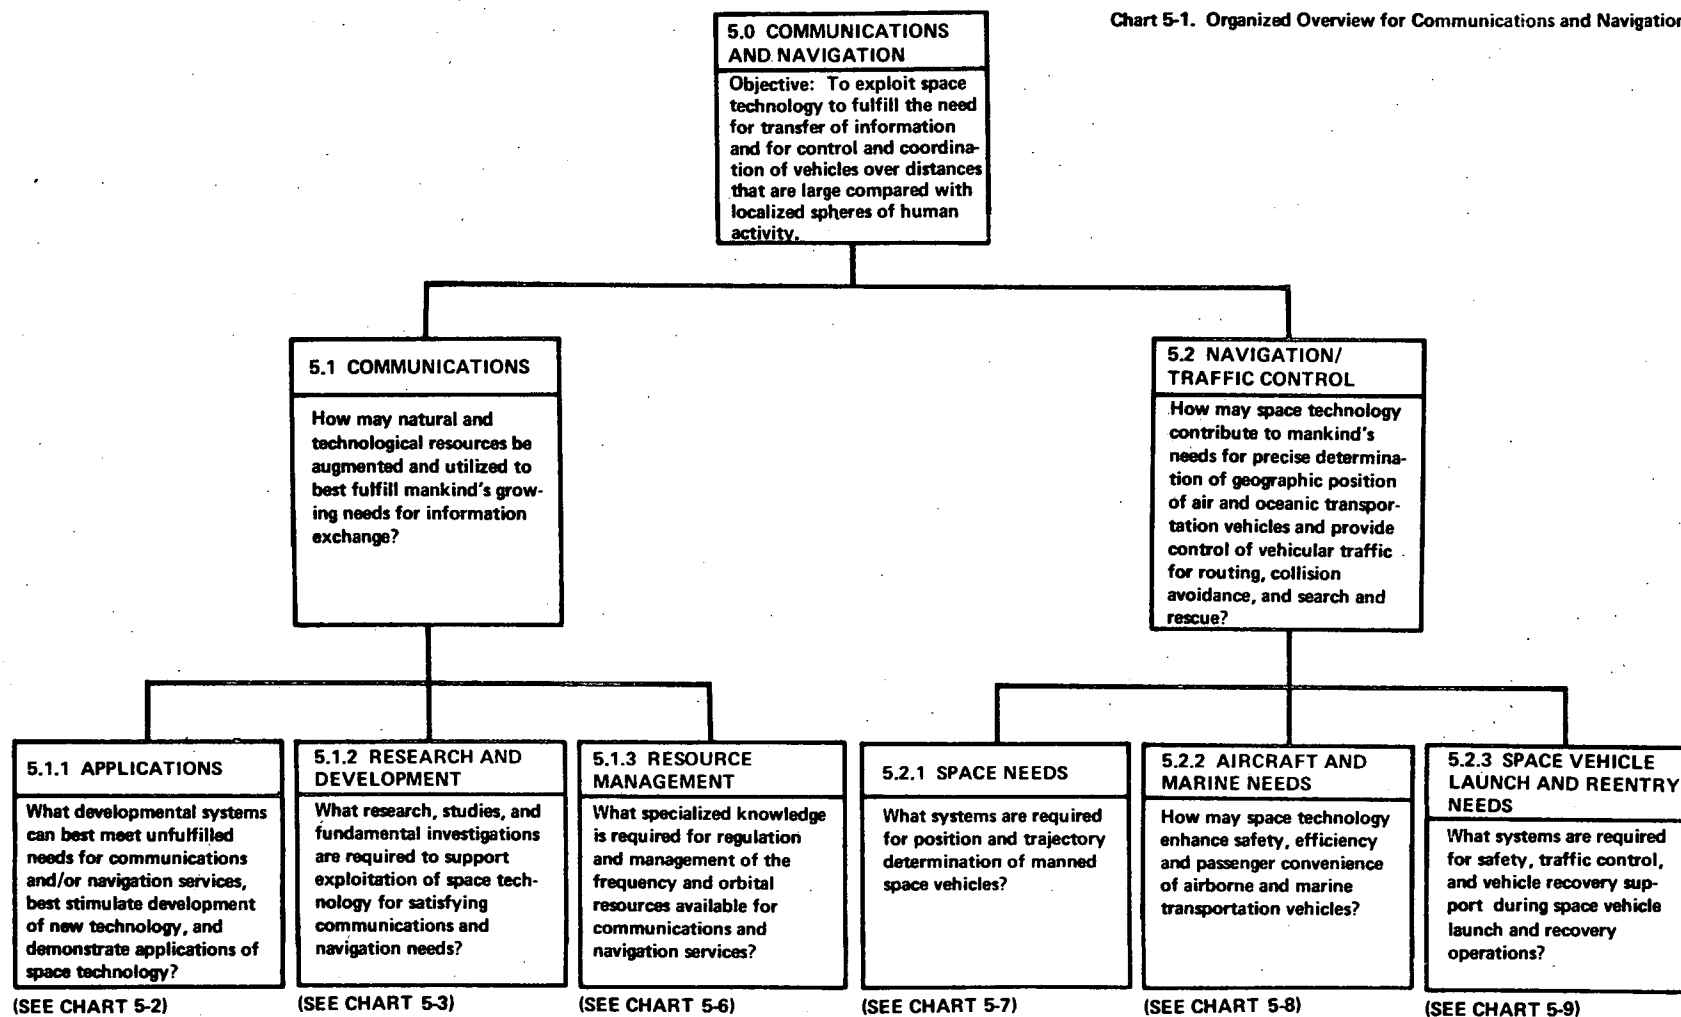 Chart 5-1. Organized Overview for Communications and Navigation
5.0 COMMUNICATIONS
AND NAVIGATION
Objective: To exploit space
technology to fulfill the need
for transfer of information
and for control and coordina-
tion of vehicles over distances
that are large compared with
localized spheres of human
activity.
5.1 COMMUNICATIONS
How may natural and
technological resources be
augmented and utilized to
best fulfill mankind's grow-
ing needs for information
exchange?
5.2 NAVIGATION/
TRAFFIC CONTROL
How may space technology
contribute to mankind's
needs for precise determina-
tion of geographic position
of air and oceanic transpor-
tation vehicles and provide
control of vehicular traffic
for routing, collision
avoidance, and search and
rescue?
5.1.1 APPLICATIONS
What developmental systems
can best meet unfulfilled
needs for communications
and/or navigation services,
best stimulate development
of new technology, and
demonstrate applications of
space technology?
(SEE CHART 5-2)
5.1.2 RESEARCH AND
DEVELOPMENT
What research, studies, and
fundamental investigations
are required to support
exploitation of space tech-
nology for satisfying
communications and
navigation needs?
(SEE CHART 5-3)
5.1.3 RESOURCE
MANAGEMENT
What specialized knowledge
is required for regulation
and management of the
frequency and orbital
resources available for
communications and
navigation services?
(SEE CHART 5-6)
5.2.1 SPACE NEEDS
What systems are required
for position and trajectory
determination of manned
space vehicles?
(SEE CHART 5-7)
5.2.2 AIRCRAFT AND
MARINE NEEDS
How may space technology
enhance safety, efficiency
and passenger convenience
of airborne and marine
transportation vehicles?
(SEE CHART 5-8)
5.2.3 SPACE VEHICLE
LAUNCH AND REENTRY
NEEDS
What systems are required
for safety, traffic control,
and vehicle recovery sup-
port during space vehicle
launch and recovery
operations?
(SEE CHART 5-9)